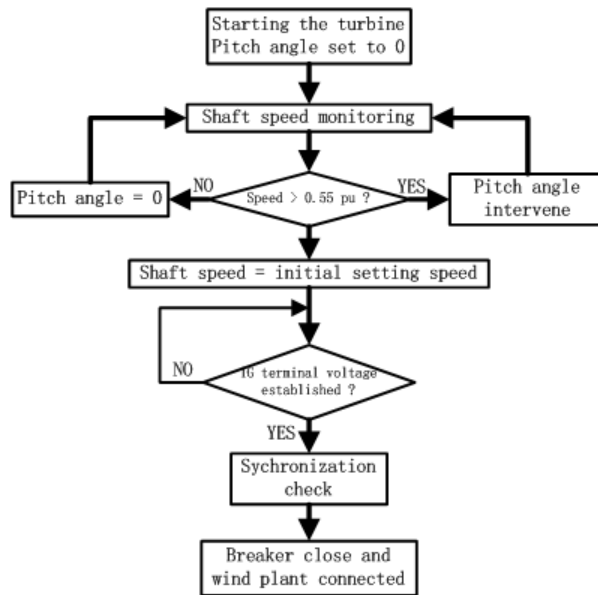 Starting the turbine
Pitch angle set to 0
Shaft speed monitoring
NO
YES
Pitch angle = 0
Speed > 0.55 pu ?
Pitch angle
intervene
Shaft speed = initial setting speed
NO
IG terminal voltage
established ?
YES
Sychronization
check
Breaker close and
wind plant connected